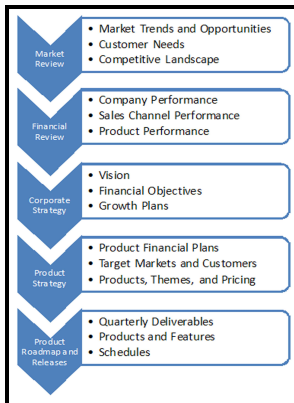 Market
Review
• Market Trends and Opportunities
• Customer Needs
• Competitive Landscape
Financial
Review
• Company Performance
• Sales Channel Performance
• Product Performance
Corporate
Strategy
• Vision
• Financial Objectives
• Growth Plans
Product
Strategy
• Product Financial Plans
• Target Markets and Customers
• Products, Themes, and Pricing
Product
Roadmap and
Releases
• Quarterly Deliverables
• Products and Features
• Schedules